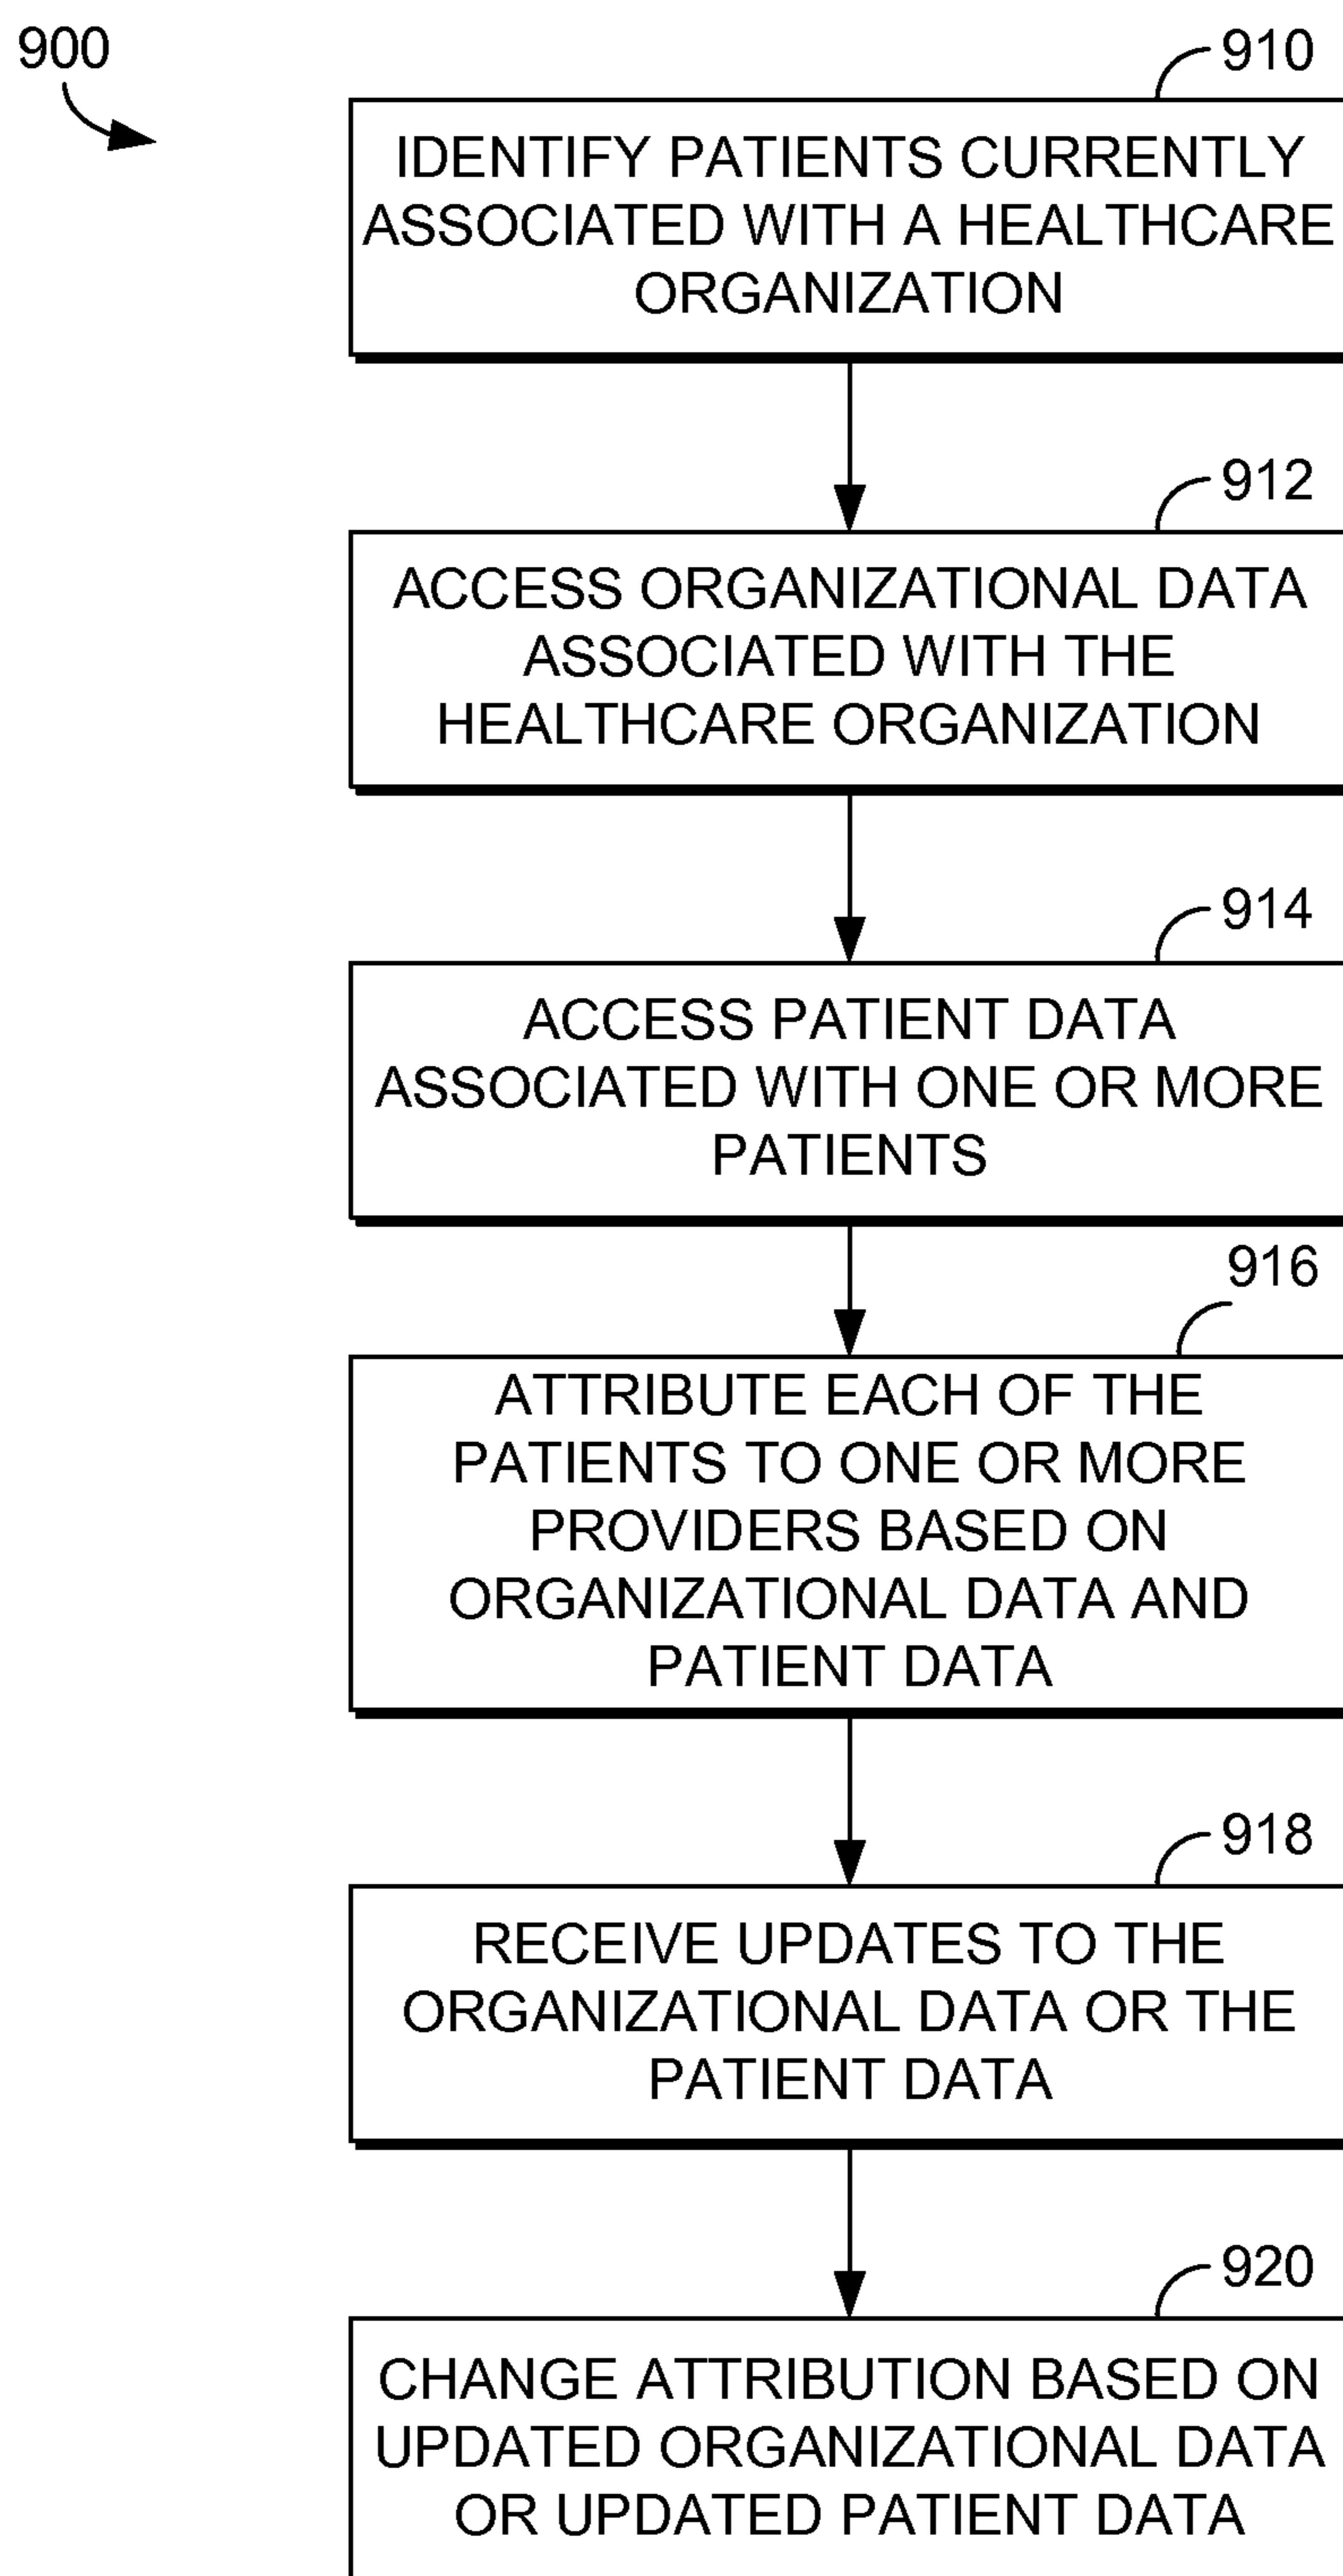 900
910
IDENTIFY PATIENTS CURRENTLY
ASSOCIATED WITH A HEALTHCARE
ORGANIZATION
912
ACCESS ORGANIZATIONAL DATA
ASSOCIATED WITH THE
HEALTHCARE ORGANIZATION
914
ACCESS PATIENT DATA
ASSOCIATED WITH ONE OR MORE
PATIENTS
916
ATTRIBUTE EACH OF THE
PATIENTS TO ONE OR MORE
PROVIDERS BASED ON
ORGANIZATIONAL DATA AND
PATIENT DATA
918
RECEIVE UPDATES TO THE
ORGANIZATIONAL DATA OR THE
PATIENT DATA
920
CHANGE ATTRIBUTION BASED ON
UPDATED ORGANIZATIONAL DATA
OR UPDATED PATIENT DATA